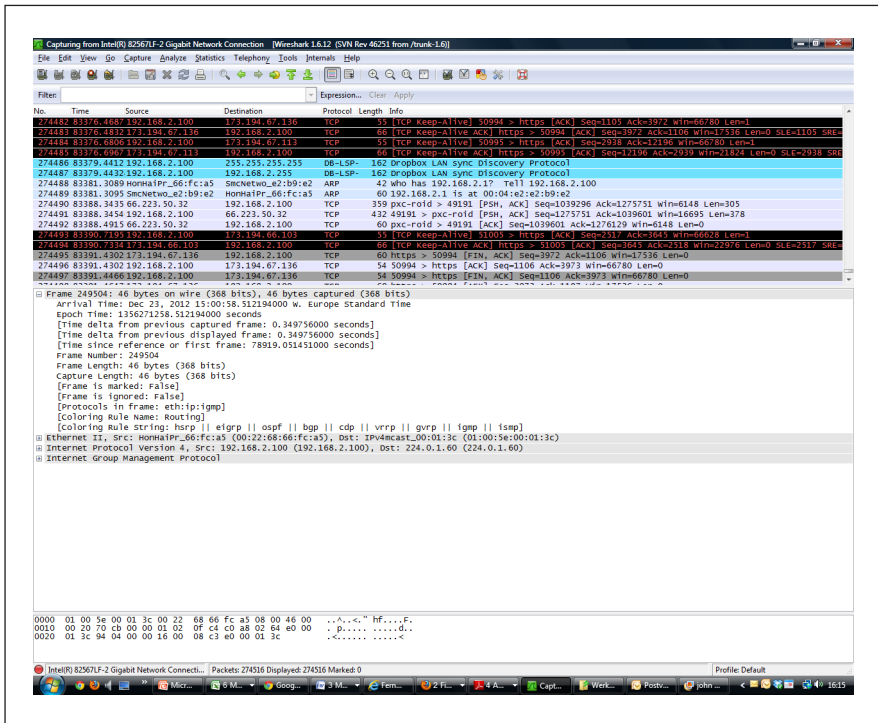 Capturing from Intel(R) 82567LF-2 Gigabit Network Connection [Wireshark 1.6.12 (SVN Rev 46251 from /trunk-1.6)]
File Edit View Go Capture Analyze Statistics Telephony Tools Internals Help
Filter: Expression... Clear Apply
No. Time Source Destination Protocol Length Info
274482 83376.4687 192.168.2.100 173.194.67.136 TCP 55 [TCP Keep-Alive] 50994 > https [ACK] Seq=1105 Ack=3972 Win=66780 Len=1
274483 83376.4832 173.194.67.136 192.168.2.100 TCP 66 [TCP Keep-Alive ACK] https > 50994 [ACK] Seq=3972 Ack=1106 Win=17536 Len=0 SLE=1105 SRE=
274484 83376.6806 192.168.2.100 173.194.67.113 TCP 55 [TCP Keep-Alive] 50995 > https [ACK] Seq=2938 Ack=12196 Win=66780 Len=1
274485 83376.6967 173.194.67.113 192.168.2.100 TCP 66 [TCP Keep-Alive ACK] https > 50995 [ACK] Seq=12196 Ack=2939 Win=21824 Len=0 SLE=2938 SRE=
274486 83379.4412 192.168.2.100 255.255.255.255 DB-LSP- 162 Dropbox LAN sync Discovery Protocol
274487 83379.4432 192.168.2.100 192.168.2.255 DB-LSP- 162 Dropbox LAN sync Discovery Protocol
274488 83381.3089 HonHaiPr_66:fc:a5 SmcNetwo_e2:b9:e2 ARP 42 Who has 192.168.2.1? Tell 192.168.2.100
274489 83381.3095 SmcNetwo_e2:b9:e2 HonHaiPr_66:fc:a5 ARP 60 192.168.2.1 is at 00:04:e2:e2:b9:e2
274490 83388.3435 66.223.50.32 192.168.2.100 TCP 359 pxc-roid > 49191 [PSH, ACK] Seq=1039296 Ack=1275751 Win=6148 Len=305
274491 83388.3454 192.168.2.100 66.223.50.32 TCP 432 49191 > pxc-roid [PSH, ACK] Seq=1275751 Ack=1039601 Win=16695 Len=378
274492 83388.4915 66.223.50.32 192.168.2.100 TCP 60 pxc-roid > 49191 [ACK] Seq=1039601 Ack=1276129 Win=6148 Len=0
274493 83390.7195 192.168.2.100 173.194.66.103 TCP 55 [TCP Keep-Alive] 51005 > https [ACK] Seq=2517 Ack=3645 Win=66628 Len=1
274494 83390.7334 173.194.66.103 192.168.2.100 TCP 66 [TCP Keep-Alive ACK] https > 51005 [ACK] Seq=3645 Ack=2518 Win=22976 Len=0 SLE=2517 SRE=
274495 83391.4302 173.194.67.136 192.168.2.100 TCP 60 https > 50994 [FIN, ACK] Seq=3972 Ack=1106 Win=17536 Len=0
274496 83391.4302 192.168.2.100 173.194.67.136 TCP 54 50994 > https [ACK] Seq=1106 Ack=3973 Win=66780 Len=0
274497 83391.4466 192.168.2.100 173.194.67.136 TCP 54 50994 > https [FIN, ACK] Seq=1106 Ack=3973 Win=66780 Len=0
Frame 249504: 46 bytes on wire (368 bits), 46 bytes captured (368 bits)
Arrival Time: Dec 23, 2012 15:00:58.512194000 W. Europe Standard Time
Epoch Time: 1356271258.512194000 seconds
[Time delta from previous captured frame: 0.349756000 seconds]
[Time delta from previous displayed frame: 0.349756000 seconds]
[Time since reference or first frame: 78919.051451000 seconds]
Frame Number: 249504
Frame Length: 46 bytes (368 bits)
Capture Length: 46 bytes (368 bits)
[Frame is marked: False]
[Frame is ignored: False]
[Protocols in frame: eth:ip:igmp]
[Coloring Rule Name: Routing]
[Coloring Rule String: hsrp || eigrp || ospf || bgp || cdp || vrrp || gvrp || igmp || ismp]
Ethernet II, Src: HonHaiPr_66:fc:a5 (00:22:68:66:fc:a5), Dst: IPv4mcast_00:01:3c (01:00:5e:00:01:3c)
Internet Protocol Version 4, Src: 192.168.2.100 (192.168.2.100), Dst: 224.0.1.60 (224.0.1.60)
Internet Group Management Protocol
0000 01 00 5e 00 01 3c 00 22 68 66 fc a5 08 00 46 00 ..^..<." hf....F.
0010 00 20 70 cb 00 00 01 02 0f c4 c0 a8 02 64 e0 00 . p..... .....d..
0020 01 3c 94 04 00 00 16 00 08 c3 e0 00 01 3c .<...... .....<
Intel(R) 82567LF-2 Gigabit Network Connecti... Packets: 274516 Displayed: 274516 Marked: 0 Profile: Default
Micr... 6 M... Goog... 3 M... Fern... 2 Fi... 4 A... Capt... Werk... Postv... john ... 16:15